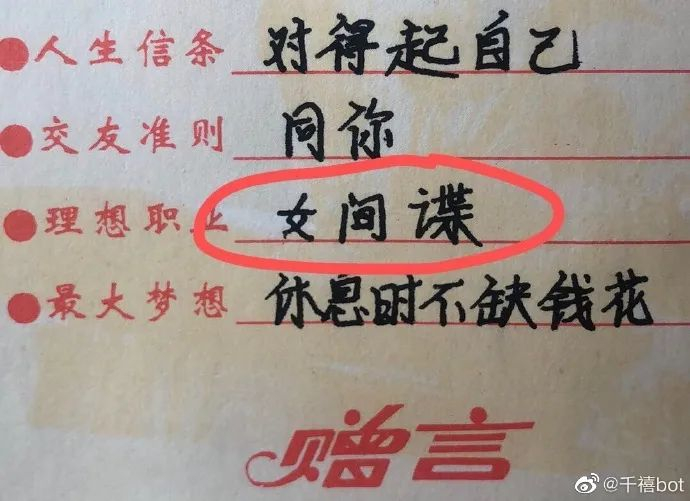 ●人生信条 对得起自己
●交友准则 同你
●理想职业 女间谍
●最大梦想 休息时不缺钱花
赠言
@千禧bot